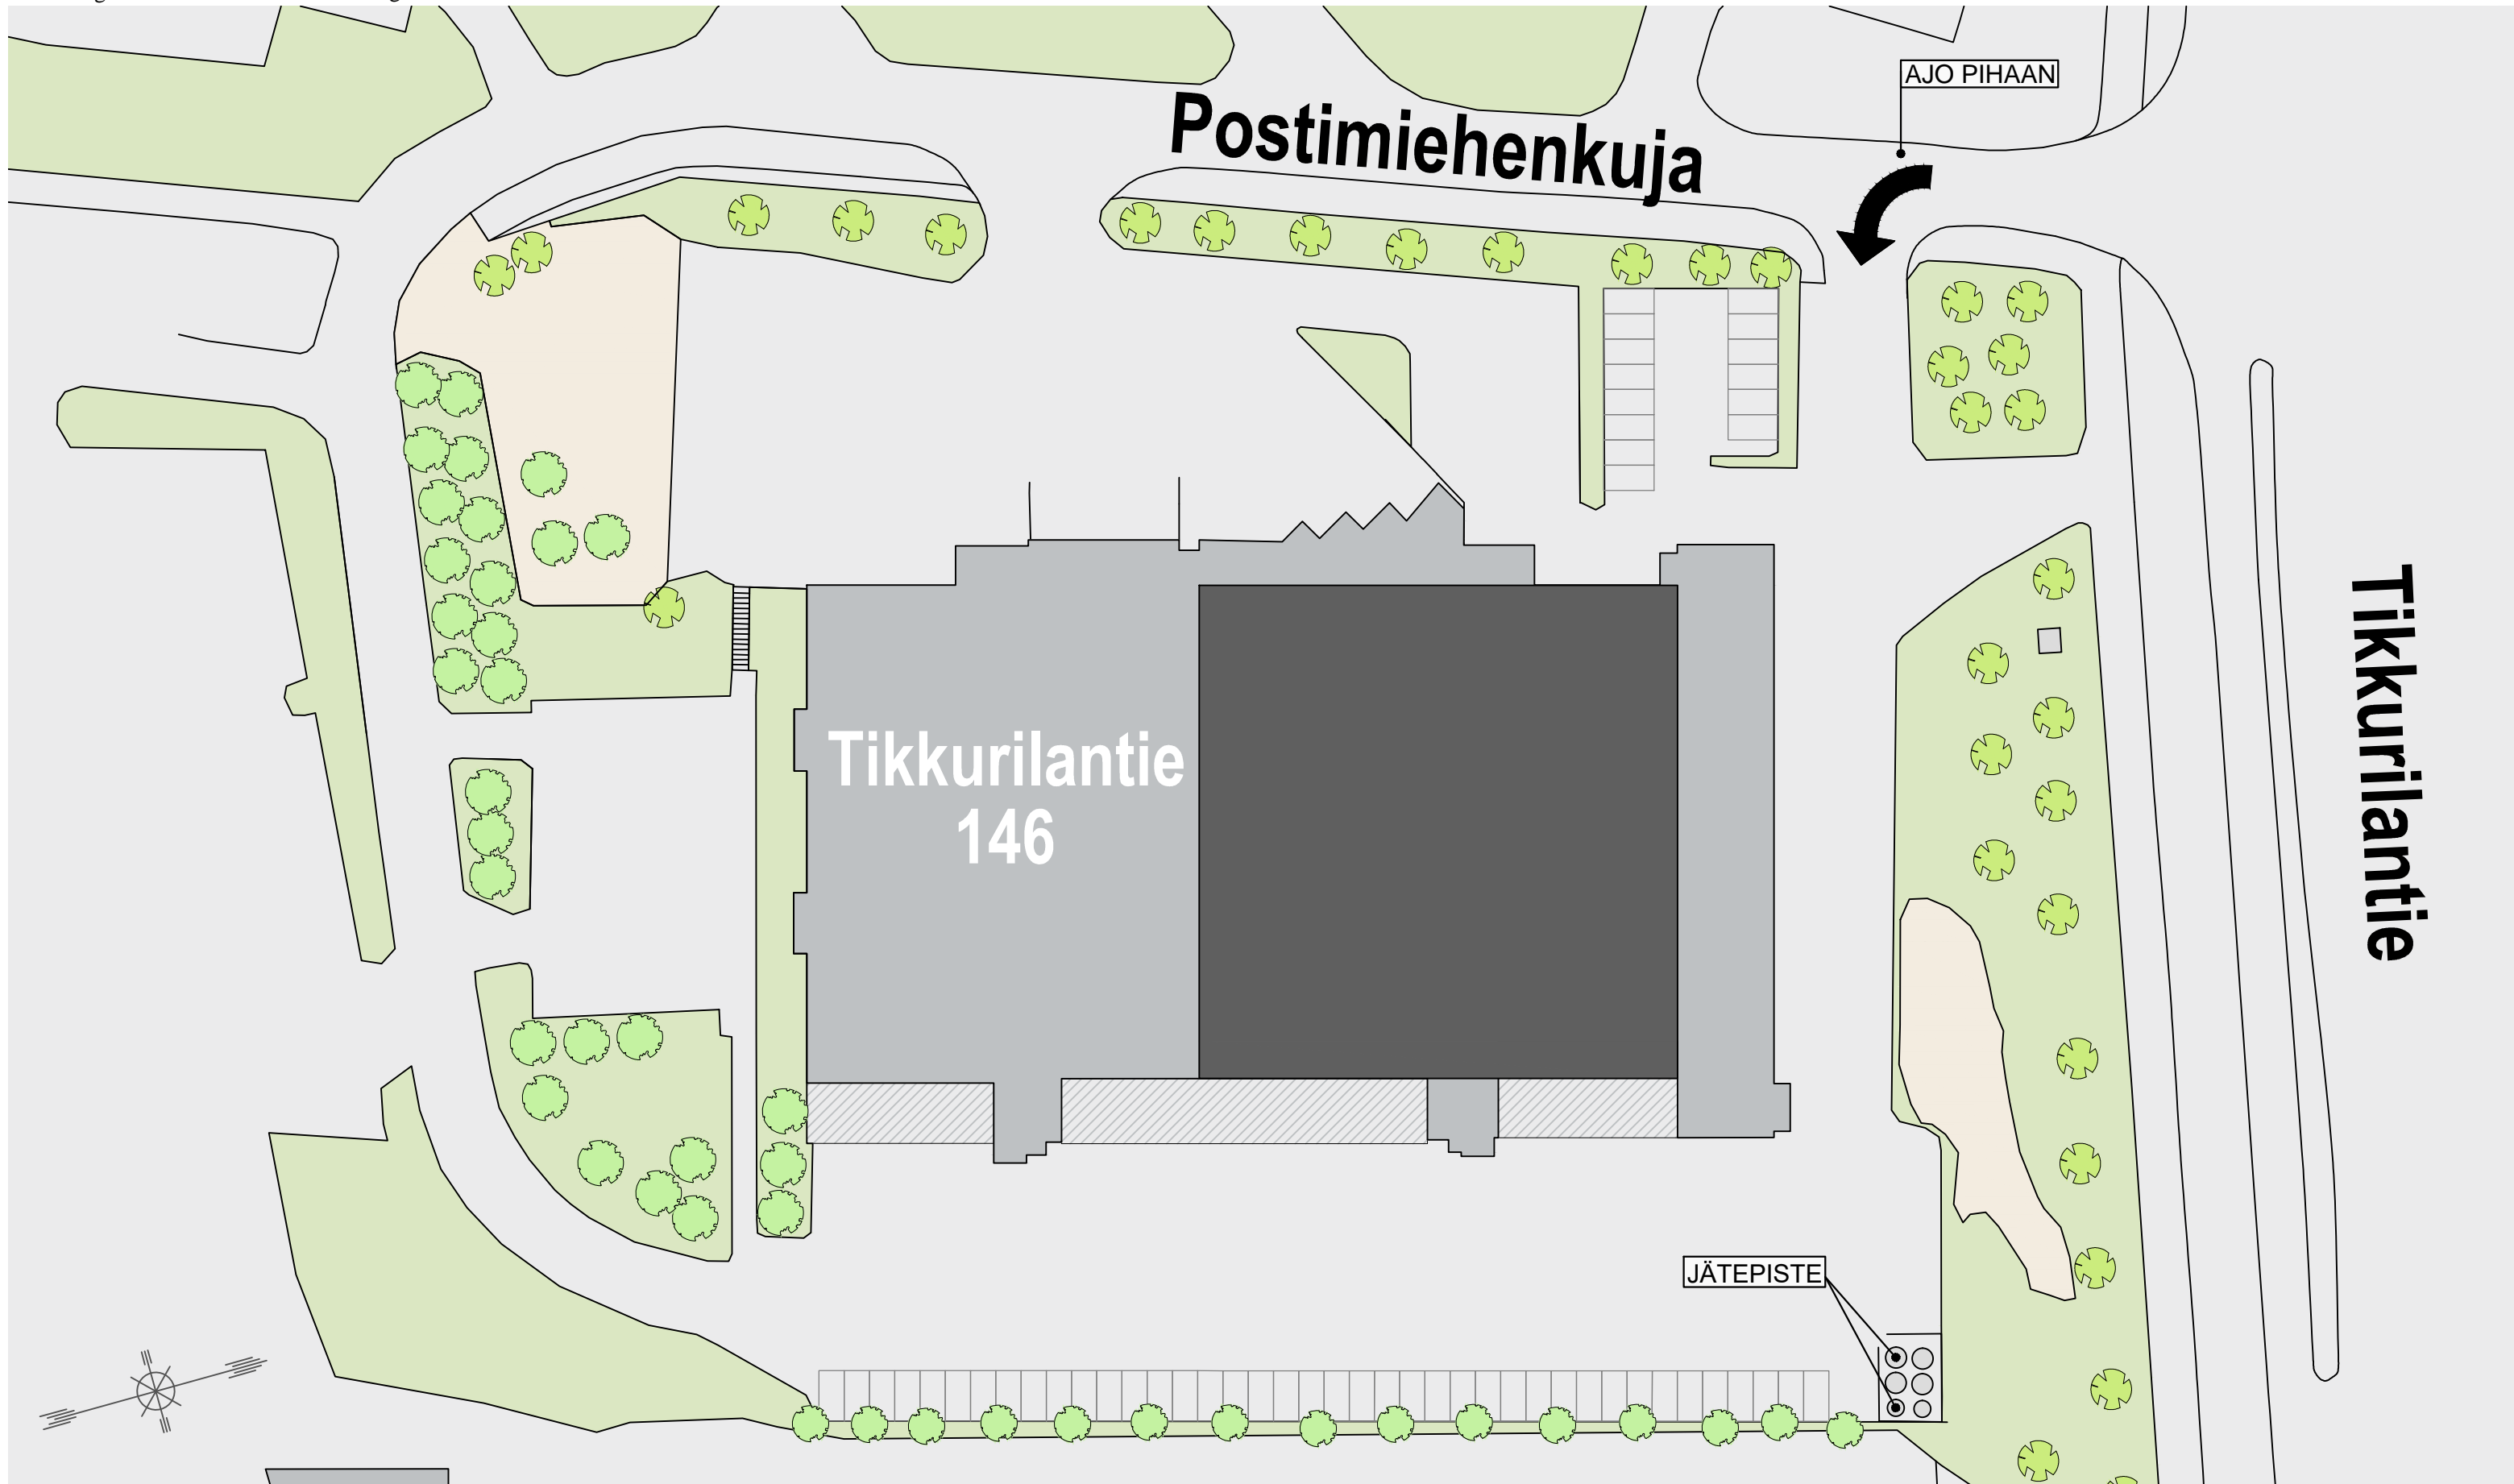 AJO PIHAAN
Postimiehenkuja
Tikkurilantie
Tikkurilantie
146
JÄTEPISTE